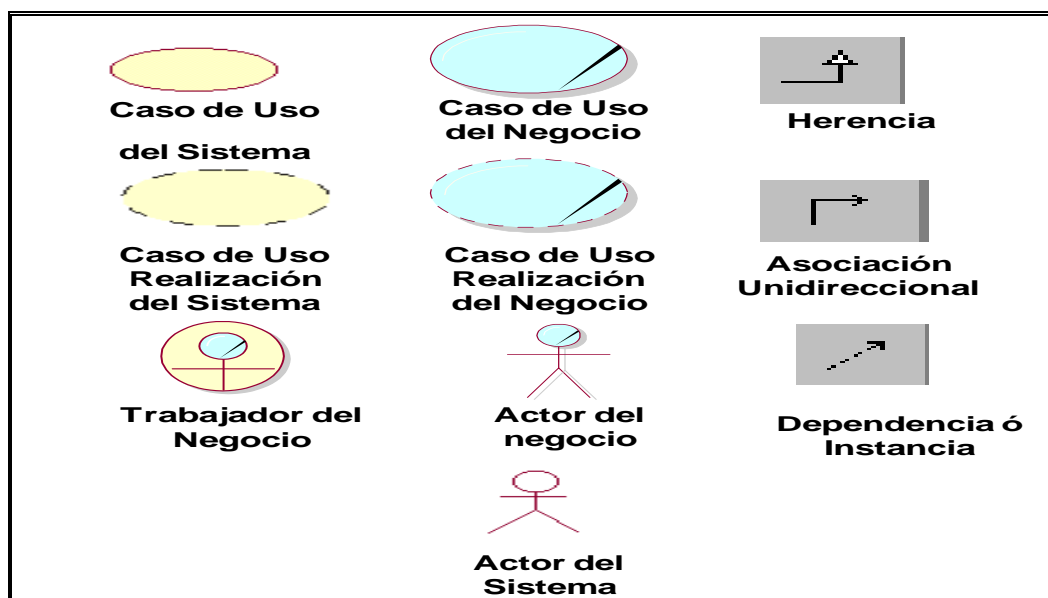 Caso de Uso
del Sistema
Caso de Uso
del Negocio
Herencia
Caso de Uso
Realización
del Sistema
Caso de Uso
Realización
del Negocio
Asociación
Unidireccional
Trabajador del
Negocio
Actor del
negocio
Dependencia ó
Instancia
Actor del
Sistema